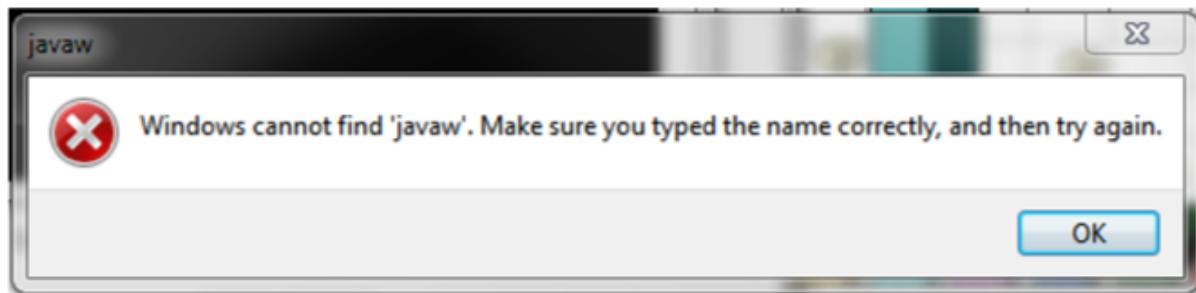 javaw
Windows cannot find 'javaw'. Make sure you typed the name correctly, and then try again.
OK